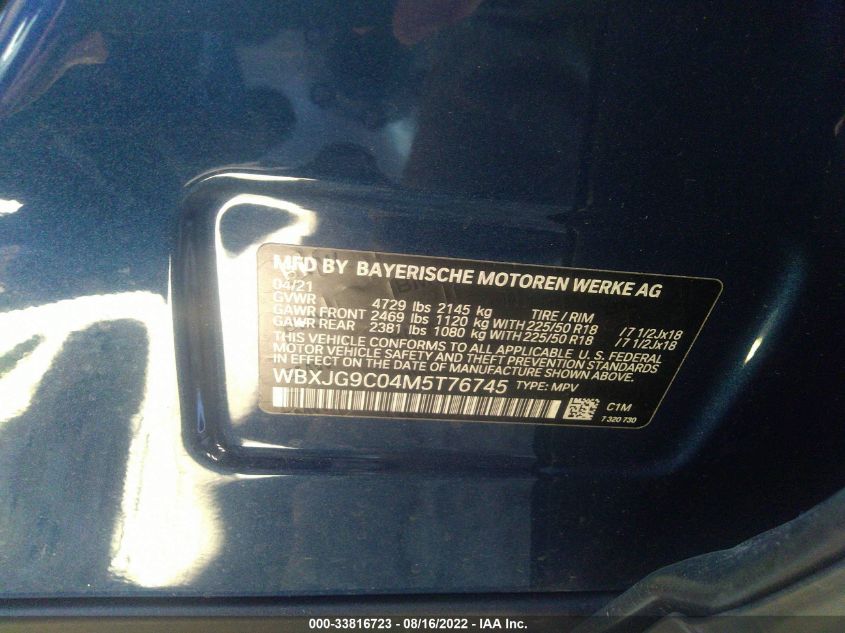 MFD BY BAYERISCHE MOTOREN WERKE AG
04/21
GVWR 4729 lbs 2145 kg TIRE / RIM
GAWR FRONT 2469 lbs 1120 kg WITH 225/50 R18 / 7 1/2Jx18
GAWR REAR 2381 lbs 1080 kg WITH 225/50 R18 / 7 1/2Jx18
THIS VEHICLE CONFORMS TO ALL APPLICABLE U. S. FEDERAL
MOTOR VEHICLE SAFETY AND THEFT PREVENTION STANDARDS
IN EFFECT ON THE DATE OF MANUFACTURE SHOWN ABOVE.
WBXJG9C04M5T76745 TYPE: MPV
C1M
7 320 730
000-33816723 - 08/16/2022 - IAA Inc.